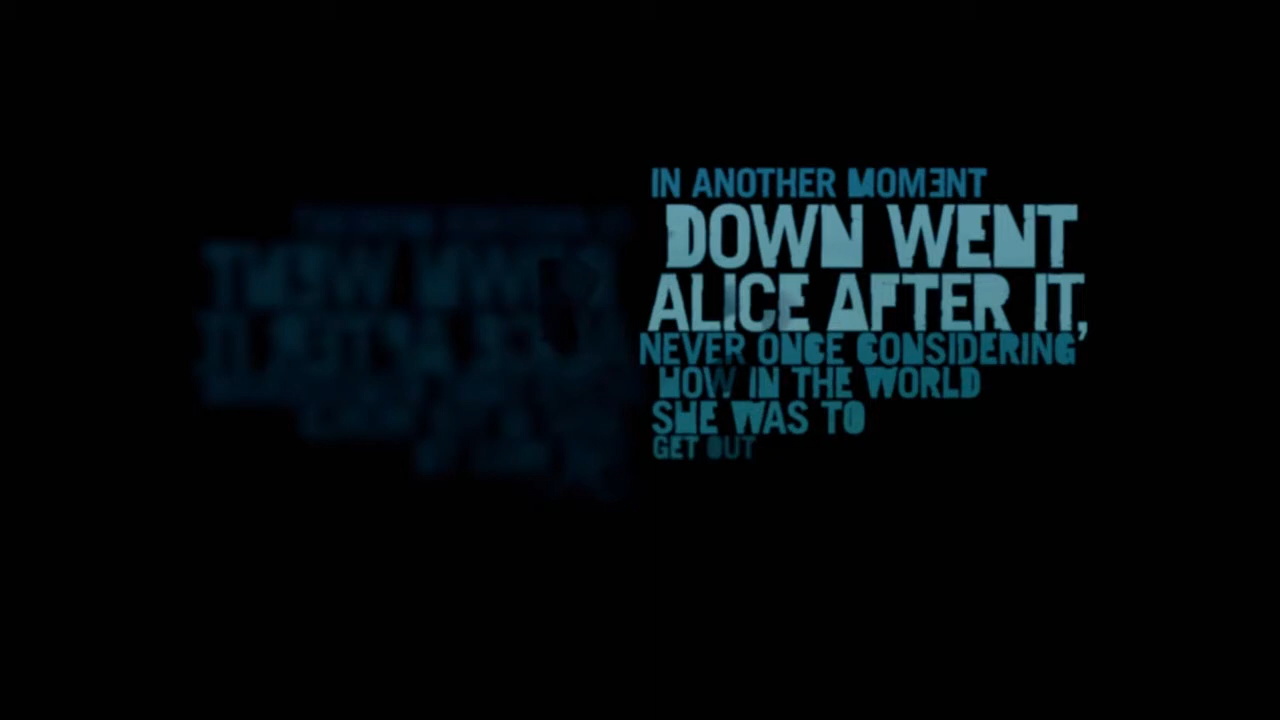 IN ANOTHER MOMENT
DOWN WENT
ALICE AFTER IT,
NEVER ONCE CONSIDERING
HOW IN THE WORLD
SHE WAS TO
GET OUT